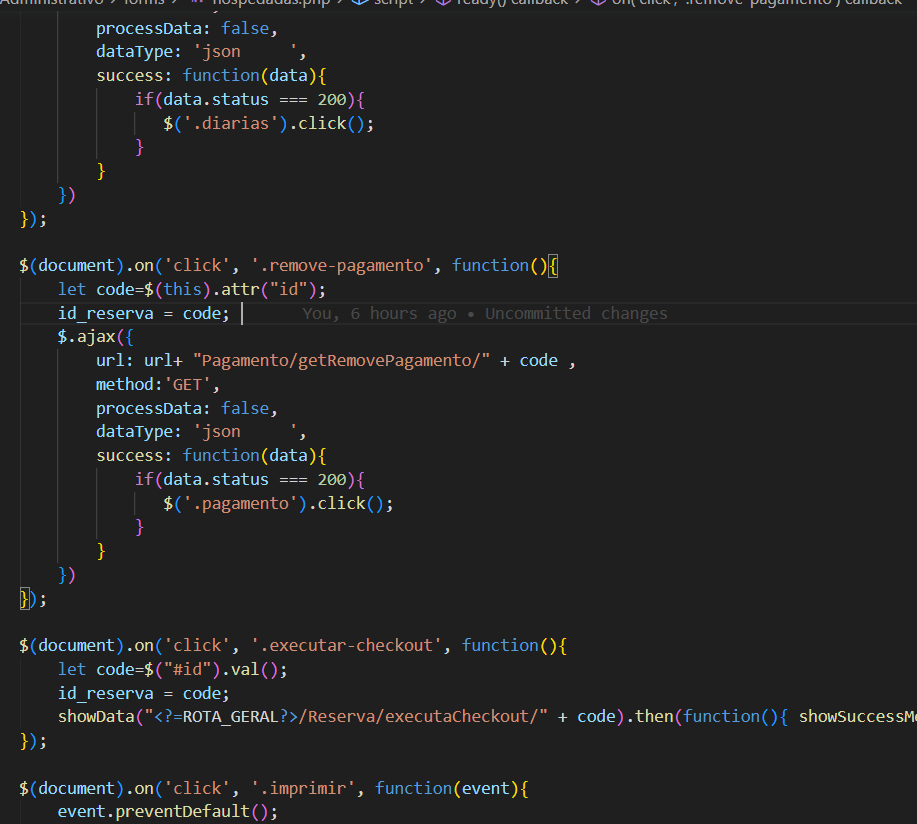 Administrativo > forms > hospedadas.php > script > ready() callback > on('click', '.remove-pagamento') callback
        processData: false,
        dataType: 'json     ',
        success: function(data){
            if(data.status === 200){
               $('.diarias').click();
            }
        }
    })
});

$(document).on('click', '.remove-pagamento', function(){
    let code=$(this).attr("id");
    id_reserva = code;        You, 6 hours ago • Uncommitted changes
    $.ajax({
        url: url+ "Pagamento/getRemovePagamento/" + code ,
        method:'GET',
        processData: false,
        dataType: 'json     ',
        success: function(data){
            if(data.status === 200){
               $('.pagamento').click();
            }
        }
    })
});

$(document).on('click', '.executar-checkout', function(){
    let code=$("#id").val();
    id_reserva = code;
    showData("<?=ROTA_GERAL?>/Reserva/executaCheckout/" + code).then(function(){ showSuccessMe
});

$(document).on('click', '.imprimir', function(event){
    event.preventDefault();